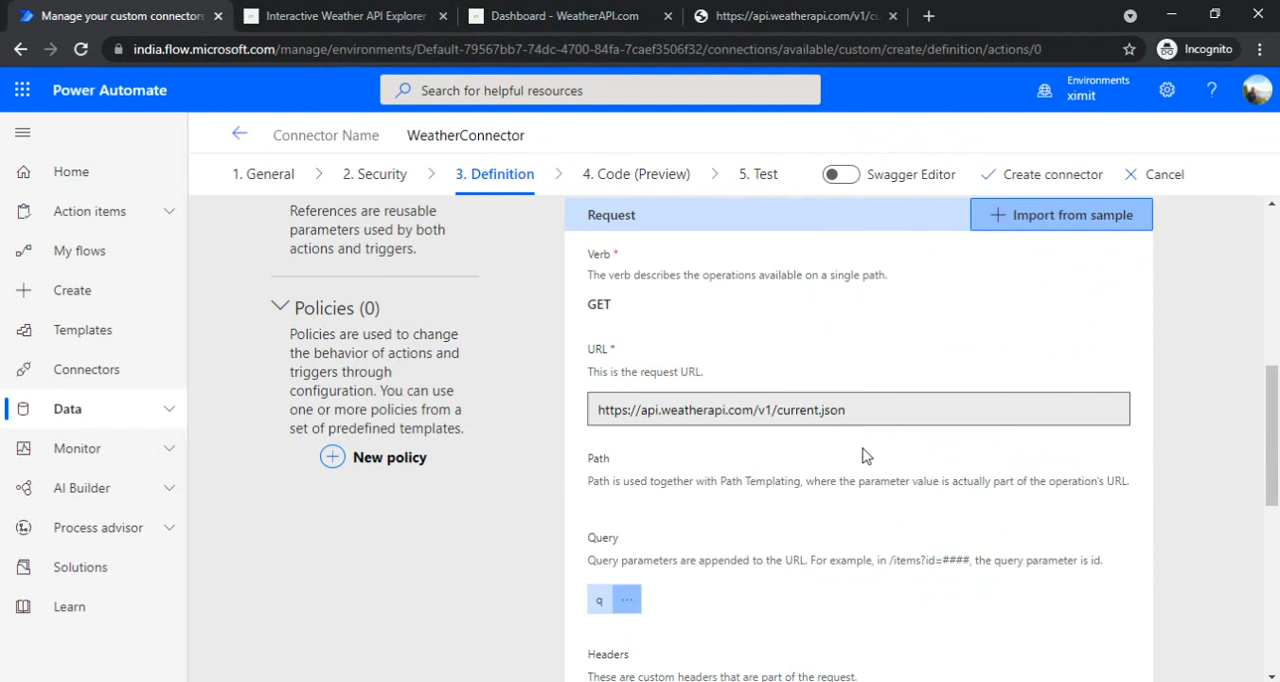 Manage your custom connectors
Interactive Weather API Explorer
Dashboard - WeatherAPI.com
https://api.weatherapi.com/v1/cu
india.flow.microsoft.com/manage/environments/Default-79567bb7-74dc-4700-84fa-7caef3506f32/connections/available/custom/create/definition/actions/0
Incognito
Power Automate
Search for helpful resources
Environments
ximit
Connector Name
WeatherConnector
1. General
2. Security
3. Definition
4. Code (Preview)
5. Test
Swagger Editor
Create connector
Cancel
Home
Action items
My flows
Create
Templates
Connectors
Data
Monitor
AI Builder
Process advisor
Solutions
Learn
References are reusable
parameters used by both
actions and triggers.
Policies (0)
Policies are used to change
the behavior of actions and
triggers through
configuration. You can use
one or more policies from a
set of predefined templates.
New policy
Request
Import from sample
Verb *
The verb describes the operations available on a single path.
GET
URL *
This is the request URL.
https://api.weatherapi.com/v1/current.json
Path
Path is used together with Path Templating, where the parameter value is actually part of the operation's URL.
Query
Query parameters are appended to the URL. For example, in /items?id=####, the query parameter is id.
q ...
Headers
These are custom headers that are part of the request.